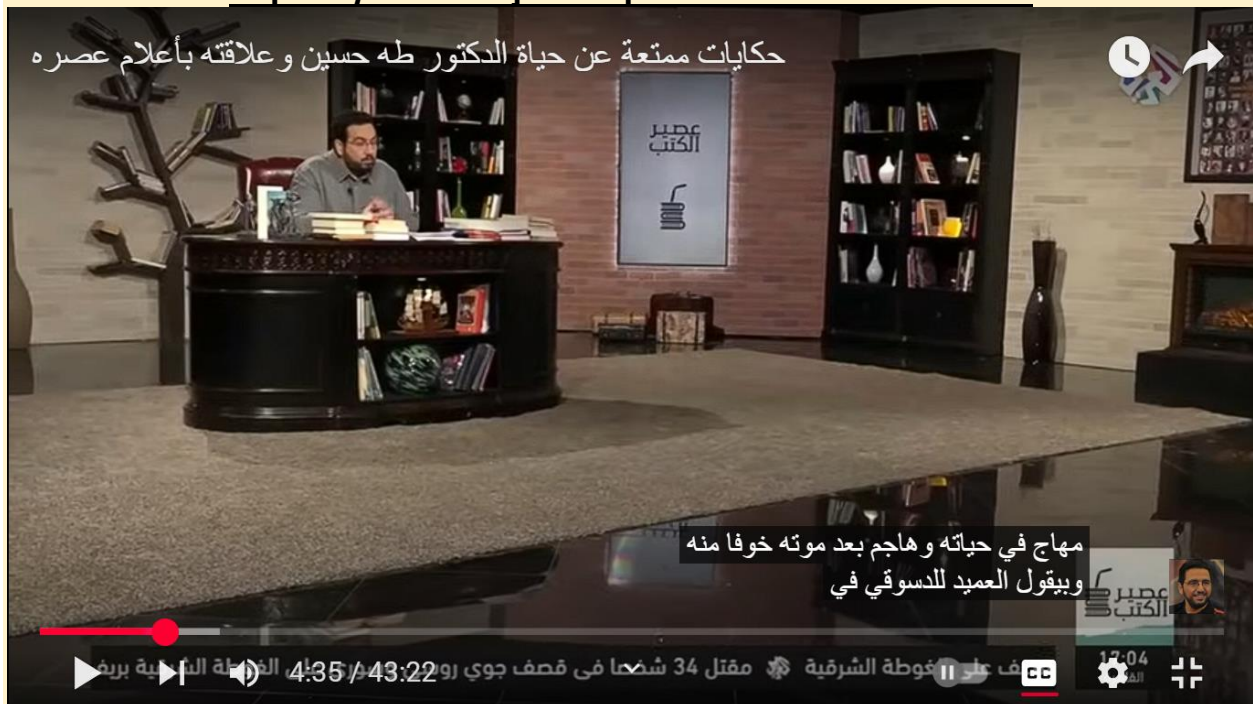 حكايات ممتعة عن حياة الدكتور طه حسين وعلاقته بأعلام عصره
عصير
الكتب
مهاج في حياته وهاجم بعد موته خوفا منه
وبيقول العميد للدسوقي في
عصير
الكتب
17:04
غوطة الشرقية مقتل 34 شخصا في قصف جوي
4:35 / 43:22
CC